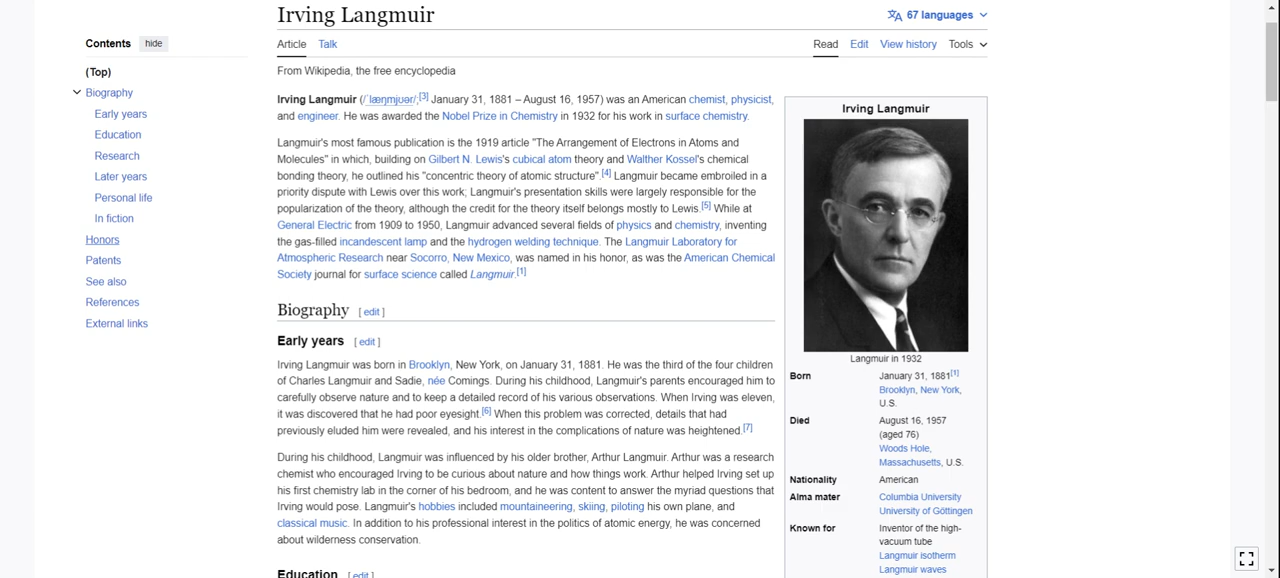 Irving Langmuir
67 languages
Contents hide
Article Talk
Read Edit View history Tools
(Top)
From Wikipedia, the free encyclopedia
Biography
Early years
Education
Research
Later years
Personal life
In fiction
Honors
Patents
See also
References
External links
Irving Langmuir (/ˈlæŋmjʊər/;[3] January 31, 1881 – August 16, 1957) was an American chemist, physicist,
and engineer. He was awarded the Nobel Prize in Chemistry in 1932 for his work in surface chemistry.
Langmuir's most famous publication is the 1919 article "The Arrangement of Electrons in Atoms and
Molecules" in which, building on Gilbert N. Lewis's cubical atom theory and Walther Kossel's chemical
bonding theory, he outlined his "concentric theory of atomic structure".[4] Langmuir became embroiled in a
priority dispute with Lewis over this work; Langmuir's presentation skills were largely responsible for the
popularization of the theory, although the credit for the theory itself belongs mostly to Lewis.[5] While at
General Electric from 1909 to 1950, Langmuir advanced several fields of physics and chemistry, inventing
the gas-filled incandescent lamp and the hydrogen welding technique. The Langmuir Laboratory for
Atmospheric Research near Socorro, New Mexico, was named in his honor, as was the American Chemical
Society journal for surface science called Langmuir.[1]
Biography [ edit ]
Early years [ edit ]
Irving Langmuir was born in Brooklyn, New York, on January 31, 1881. He was the third of the four children
of Charles Langmuir and Sadie, née Comings. During his childhood, Langmuir's parents encouraged him to
carefully observe nature and to keep a detailed record of his various observations. When Irving was eleven,
it was discovered that he had poor eyesight.[6] When this problem was corrected, details that had
previously eluded him were revealed, and his interest in the complications of nature was heightened.[7]
During his childhood, Langmuir was influenced by his older brother, Arthur Langmuir. Arthur was a research
chemist who encouraged Irving to be curious about nature and how things work. Arthur helped Irving set up
his first chemistry lab in the corner of his bedroom, and he was content to answer the myriad questions that
Irving would pose. Langmuir's hobbies included mountaineering, skiing, piloting his own plane, and
classical music. In addition to his professional interest in the politics of atomic energy, he was concerned
about wilderness conservation.
Education [ edit ]
Irving Langmuir
Langmuir in 1932
Born January 31, 1881[1]
Brooklyn, New York,
U.S.
Died August 16, 1957
(aged 76)
Woods Hole,
Massachusetts, U.S.
Nationality American
Alma mater Columbia University
University of Göttingen
Known for Inventor of the high-
vacuum tube
Langmuir isotherm
Langmuir waves